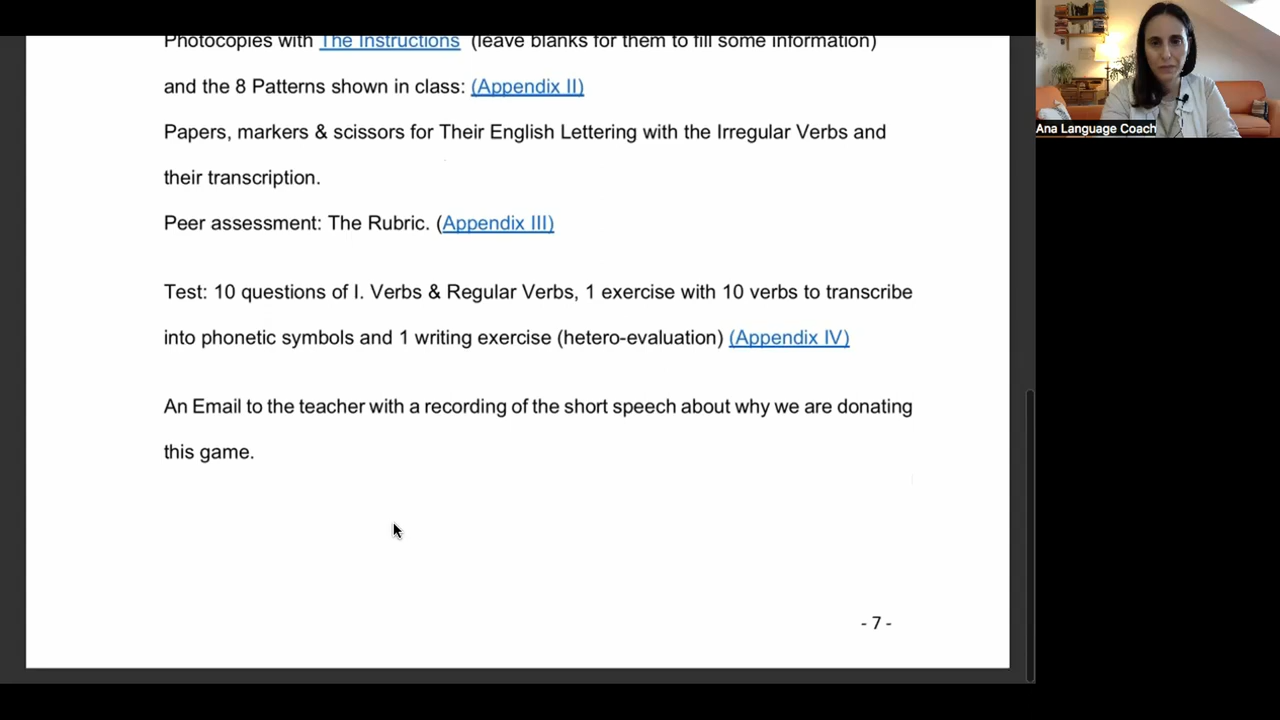 Photocopies with The Instructions (leave blanks for them to fill some information)
and the 8 Patterns shown in class: (Appendix II)
Papers, markers & scissors for Their English Lettering with the Irregular Verbs and
their transcription.
Peer assessment: The Rubric. (Appendix III)
Test: 10 questions of I. Verbs & Regular Verbs, 1 exercise with 10 verbs to transcribe
into phonetic symbols and 1 writing exercise (hetero-evaluation) (Appendix IV)
An Email to the teacher with a recording of the short speech about why we are donating
this game.
- 7 -
Ana Language Coach